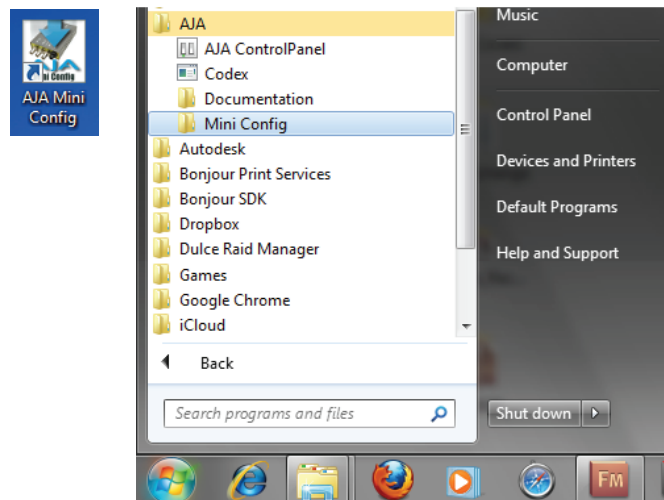 ni Config
AJA Mini
Config
AJA
AJA ControlPanel
Codex
Documentation
Mini Config
Autodesk
Bonjour Print Services
Bonjour SDK
Dropbox
Dulce Raid Manager
Games
Google Chrome
iCloud
Back
Search programs and files
Music
Computer
Control Panel
Devices and Printers
Default Programs
Help and Support
Shut down
FM